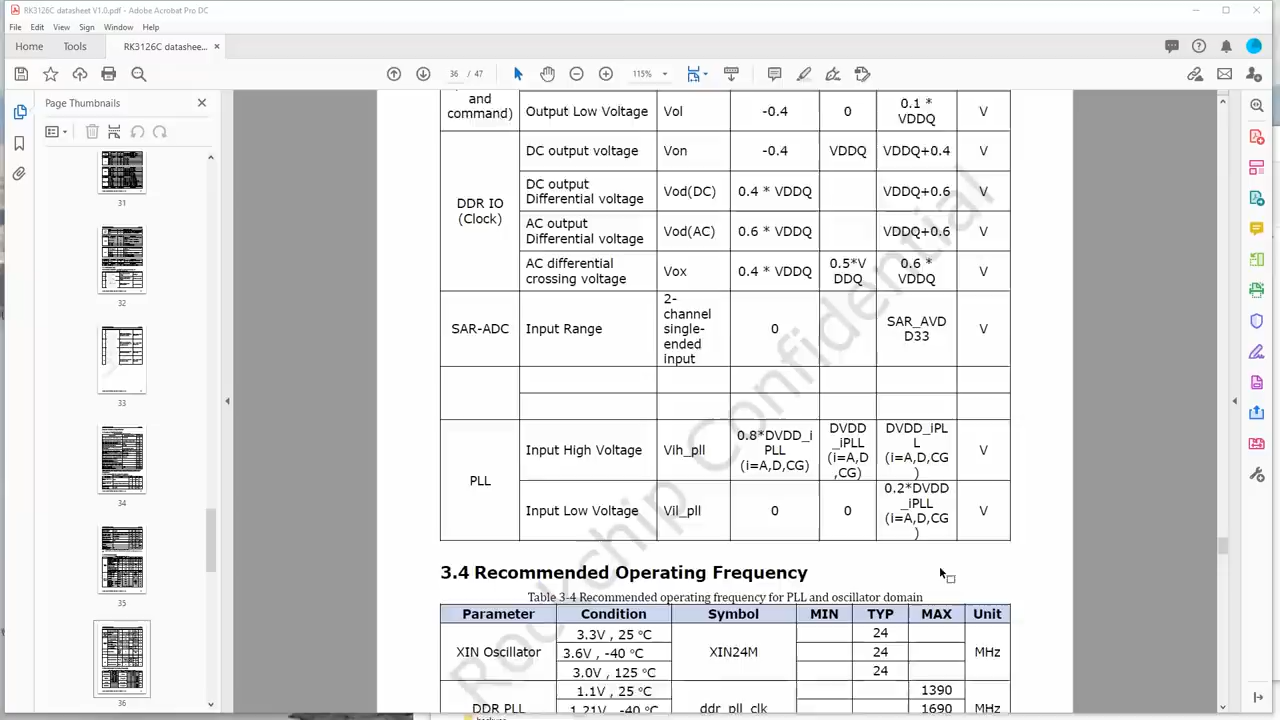 RK3126C datasheet V1.0.pdf - Adobe Acrobat Pro DC
File Edit View Sign Window Help
Home Tools RK3126C datashee... ×
36 / 47 115%
Page Thumbnails
31
32
33
34
35
36
and
command)
Output Low Voltage Vol -0.4 0 0.1 *
VDDQ V
DDR IO
(Clock)
DC output voltage Von -0.4 VDDQ VDDQ+0.4 V
DC output
Differential voltage Vod(DC) 0.4 * VDDQ VDDQ+0.6 V
AC output
Differential voltage Vod(AC) 0.6 * VDDQ VDDQ+0.6 V
AC differential
crossing voltage Vox 0.4 * VDDQ 0.5*V
DDQ 0.6 *
VDDQ V
SAR-ADC Input Range 2-
channel
single-
ended
input 0 SAR_AVD
D33 V
PLL
Input High Voltage Vih_pll 0.8*DVDD_i
PLL
(i=A,D,CG) DVDD
_iPLL
(i=A,D
,CG) DVDD_iPL
L
(i=A,D,CG
) V
Input Low Voltage Vil_pll 0 0 0.2*DVDD
_iPLL
(i=A,D,CG
) V
Rockchip Confidential
3.4 Recommended Operating Frequency
Table 3-4 Recommended operating frequency for PLL and oscillator domain
Parameter Condition Symbol MIN TYP MAX Unit
XIN Oscillator XIN24M MHz
3.3V , 25 °C 24
3.6V , -40 °C 24
3.0V , 125 °C 24
1.1V , 25 °C 1390
DDR PLL 1.21V , -40 °C ddr_pll_clk 1690 MHz